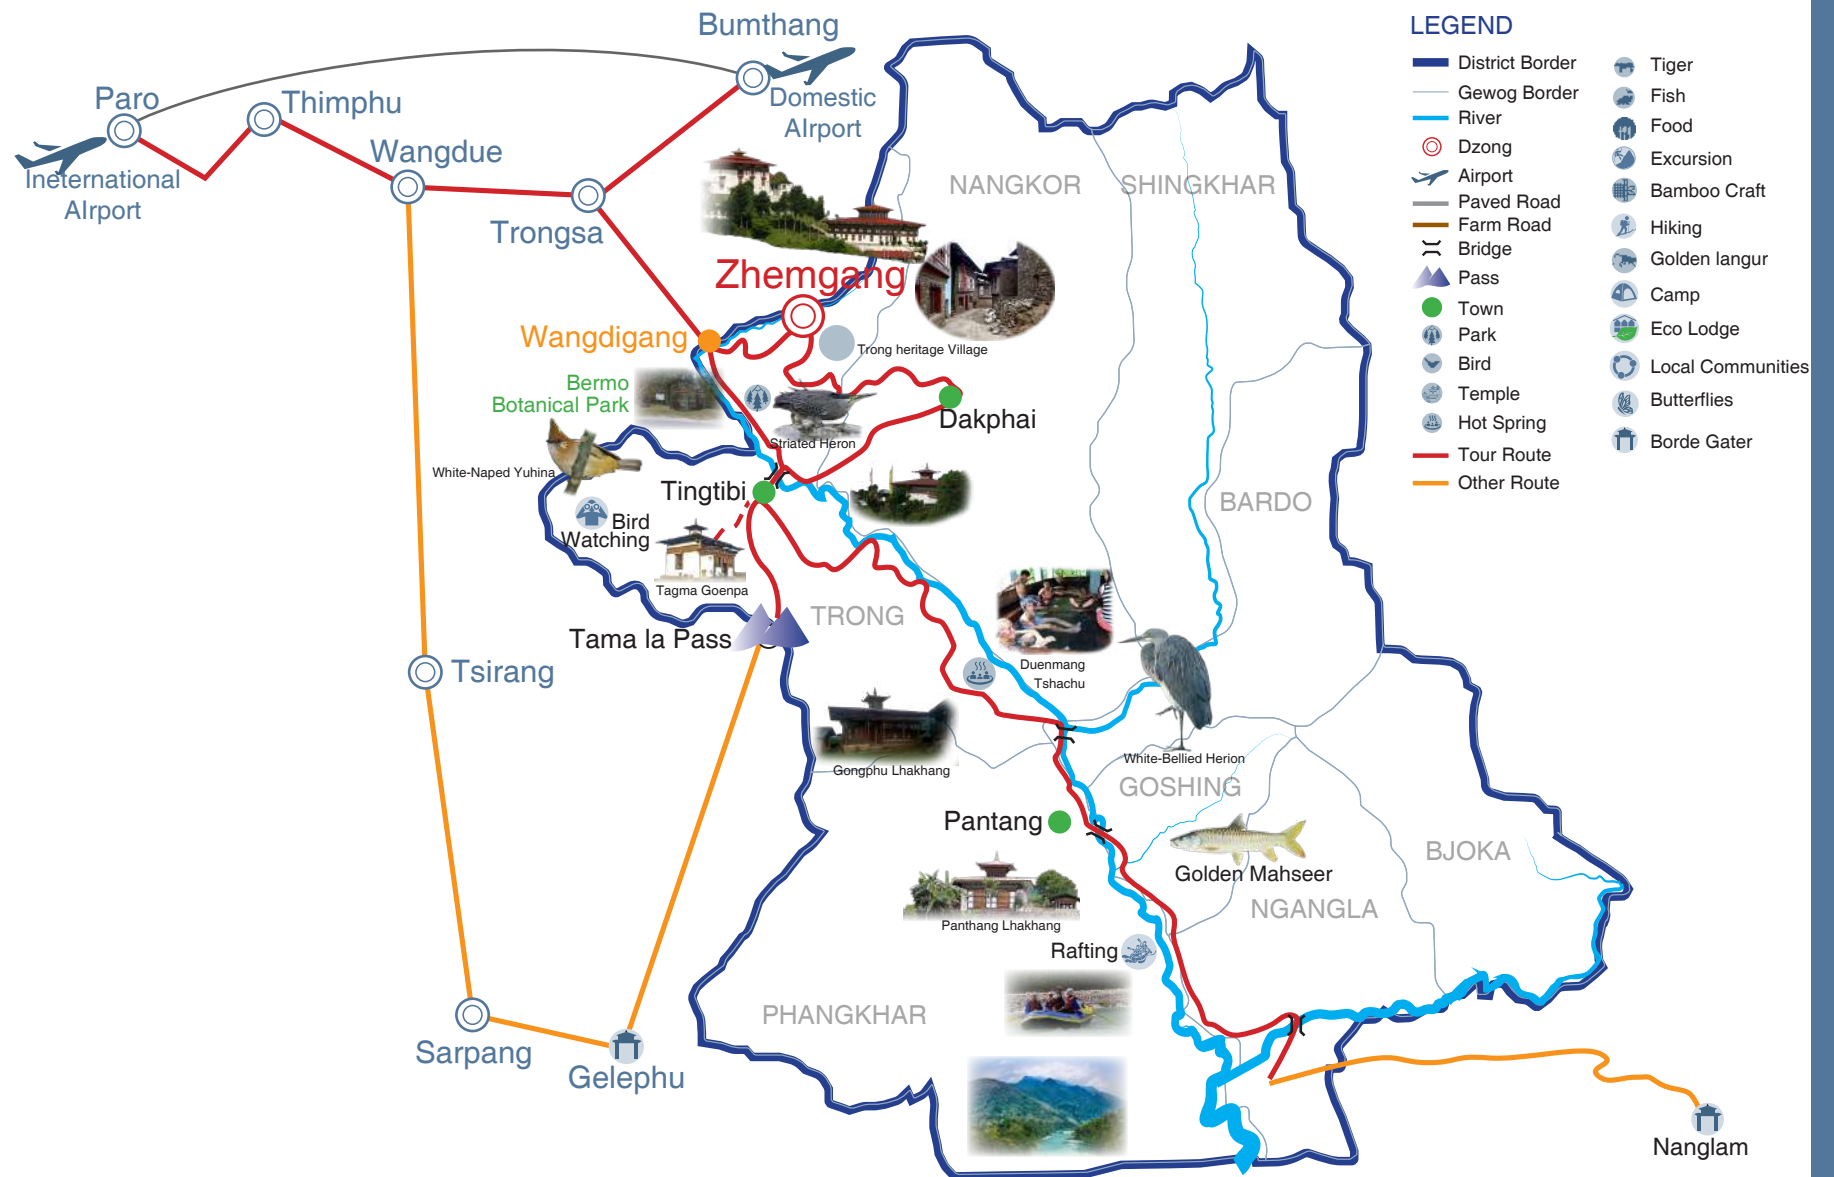 Bumthang
Domestic
AIrport
Paro
Ineternational
AIrport
Thimphu
Wangdue
Trongsa
Zhemgang
Wangdigang
Trong heritage Village
Bermo
Botanical Park
Dakphai
Striated Heron
White-Naped Yuhina
Tingtibi
Bird
Watching
Tagma Goenpa
Tama la Pass
Tsirang
Sarpang
Gelephu
NANGKOR
SHINGKHAR
BARDO
TRONG
Duenmang
Tshachu
Gongphu Lhakhang
White-Bellied Herion
GOSHING
Pantang
Golden Mahseer
BJOKA
NGANGLA
Panthang Lhakhang
Rafting
PHANGKHAR
Nanglam
LEGEND
District Border
Gewog Border
River
Dzong
Airport
Paved Road
Farm Road
Bridge
Pass
Town
Park
Bird
Temple
Hot Spring
Tour Route
Other Route
Tiger
Fish
Food
Excursion
Bamboo Craft
Hiking
Golden langur
Camp
Eco Lodge
Local Communities
Butterflies
Borde Gater